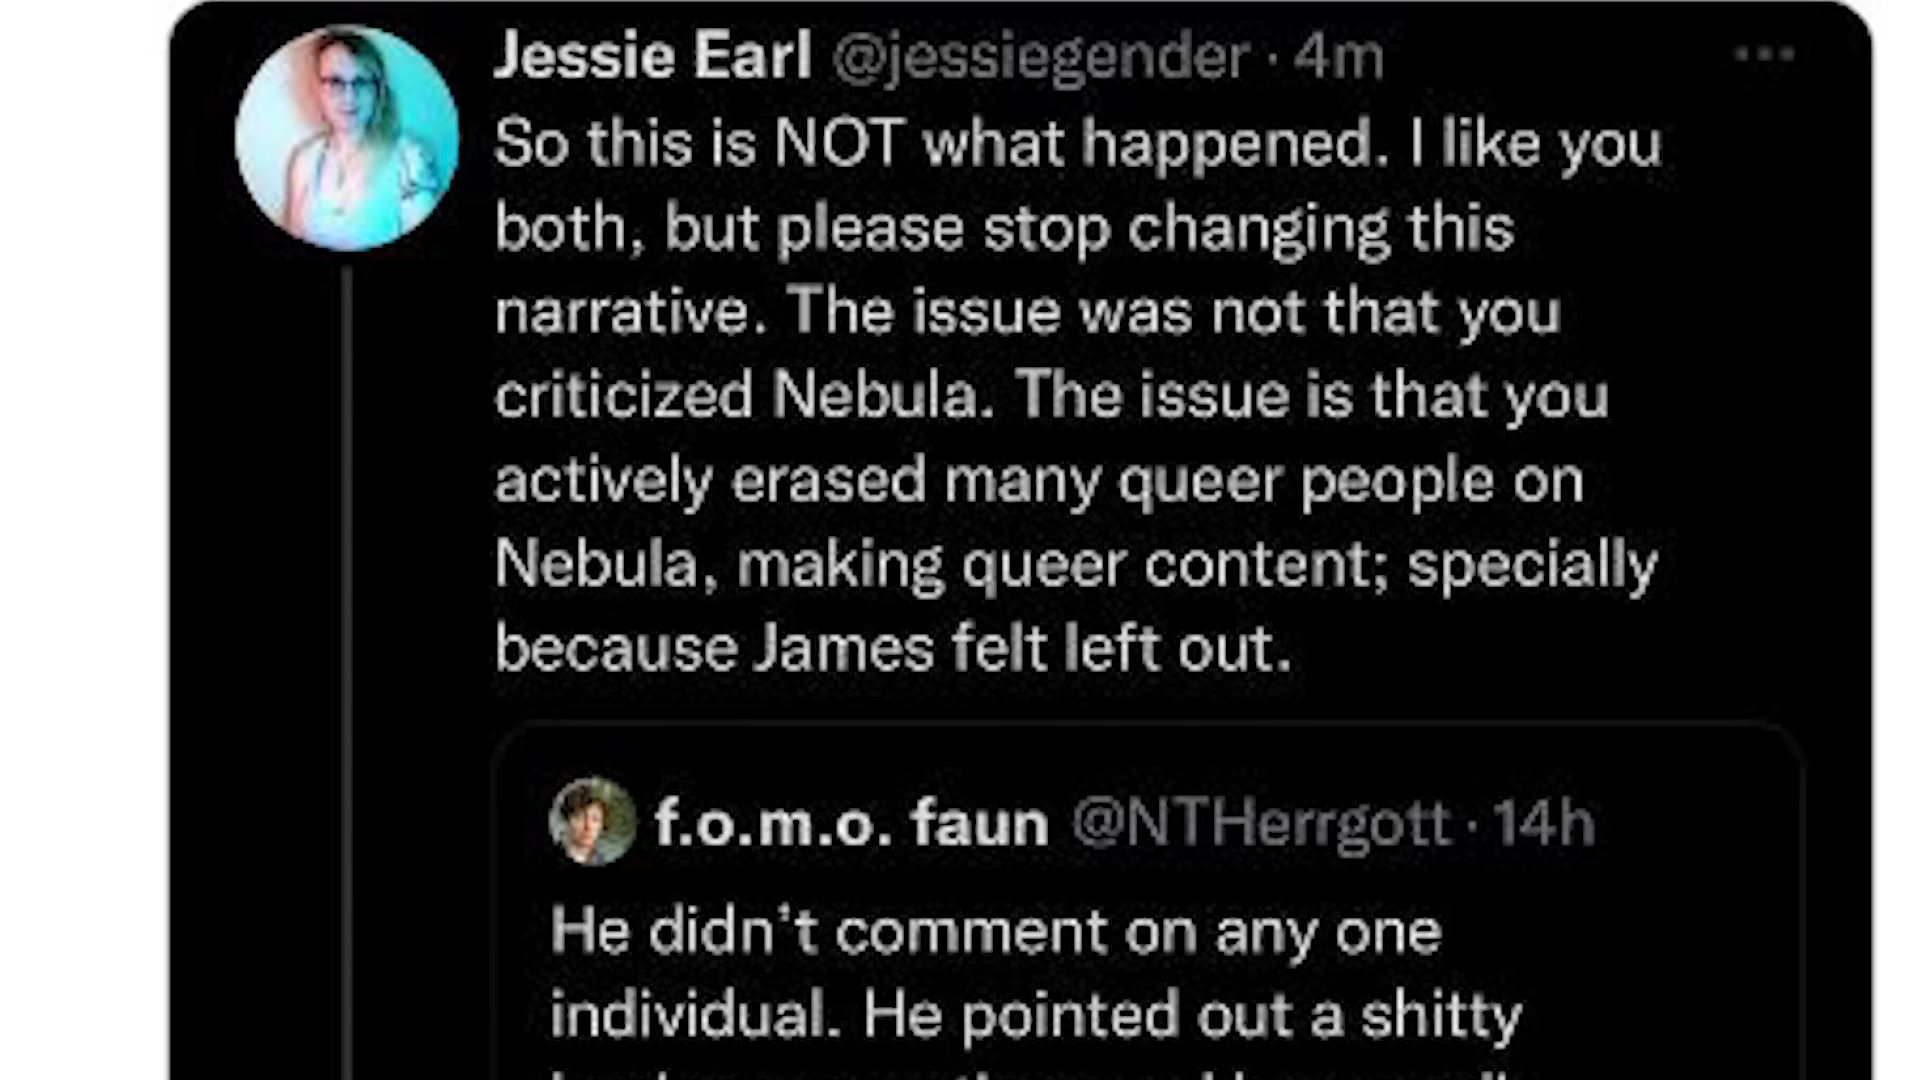 Jessie Earl @jessiegender · 4m
So this is NOT what happened. I like you
both, but please stop changing this
narrative. The issue was not that you
criticized Nebula. The issue is that you
actively erased many queer people on
Nebula, making queer content; specially
because James felt left out.
f.o.m.o. faun @NTHerrgott · 14h
He didn't comment on any one
individual. He pointed out a shitty